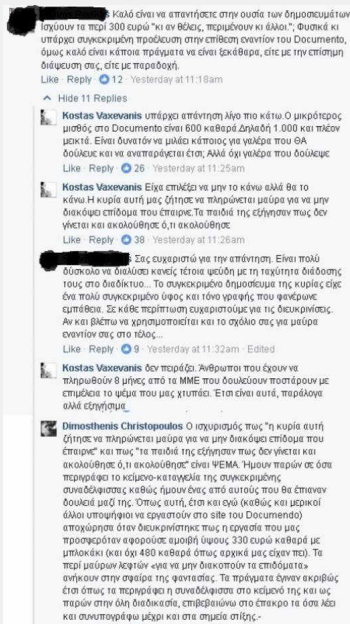 ς Καλό είναι να απαντήσετε στην ουσία των δημοσιευμάτων
Ισχύουν τα περί 300 ευρώ "κι αν θέλεις, περιμένουν κι άλλοι.", Φυσικά κι
υπάρχει συγκεκριμένη προέλευση στην επίθεση εναντίον του Documento,
όμως καλό είναι κάποια πράγματα να είναι ξεκάθαρα, είτε με την επίσημη
διάψευση σας, είτε με παραδοχή.
Like · Reply · 12 · Yesterday at 11:18am
Hide 11 Replies
Kostas Vaxevanis υπάρχει απάντηση λίγο πιο κάτω. Ο μικρότερος
μισθός στο Documento είναι 600 καθαρά.Δηλαδή 1.000 και πλέον
μεικτά. Είναι δυνατόν να μιλάει κάποιος για γαλέρα που ΘΑ
δούλευε και να αναπαράγεται έτσι; Αλλά όχι γαλέρα που δούλεψε
Like · Reply · 26 · Yesterday at 11:25am
Kostas Vaxevanis Είχα επιλέξει να μην το κάνω αλλά θα το
κάνω.Η κυρία αυτή μας ζήτησε να πληρωνεται μαύρα για να μην
διακόψει επίδομα που έπαιρνε.Τα παιδιά της εξήγησαν πως δεν
γίνεται και ακολούθησε ό,τι ακολούθησε
Like · Reply · 38 · Yesterday at 11:26am
ς Σας ευχαριστώ για την απάντηση. Είναι πολύ
δύσκολο να διαλύσει κανείς τέτοια ψεύδη με τη ταχύτητα διάδοσης
τους στο διαδίκτυο... Το συγκεκριμένο δημοσίευμα της κυρίας είχε
ένα πολύ συγκεκριμένο ύφος και τόνο γραφής που φανέρωνε
εμπάθεια. Σε κάθε περίπτωση ευχαριστούμε για τις διευκρινίσεις.
Αν και βλέπω να χρησιμοποιείται και το σχόλιο σας για μαύρα
εναντίον σας στο τέλος...
Like · Reply · 9 · Yesterday at 11:32am · Edited
Kostas Vaxevanis δεν πειράζει. Άνθρωποι που έχουν να
πληρωθούν 8 μήνες από τα ΜΜΕ που δουλεύουν ποστάρουν με
επιμέλεια το ψέμα που μας χτυπάει. Έτσι είναι αυτά, παράλογα
μα αλλά εξηγήσιμα
Dimosthenis Christopoulos Ο ισχυρισμός πως "η κυρία αυτή
ζήτησε να πληρωνεται μαύρα για να μην διακόψει επίδομα που
έπαιρνε" και πως "τα παιδιά της εξήγησαν πως δεν γίνεται και
ακολούθησε ό,τι ακολούθησε" είναι ΨΕΜΑ. Ήμουν παρών σε όσα
περιγράφει το κείμενο-καταγγελία της συγκεκριμένης
συναδέλφισσας καθώς ήμουν ένας από αυτούς που θα έπιαναν
δουλειά μαζί της. Όπως αυτή, έτσι και εγώ (καθώς και μερικοί
άλλοι υποψήφιοι να εργαστούν στο site του Documendo)
αποχώρησα όταν διευκρινίστηκε πως η εργασία που μας
προσφερόταν αφορούσε αμοιβή ύψους 330 ευρώ καθαρά με
μπλοκάκι (και όχι 480 καθαρά όπως αρχικά μας είχαν πει). Τα
περί μαύρων λεφτών «για να μην διακοπούν τα επιδόματα»
ανήκουν στην σφαίρα της φαντασίας. Τα πράγματα έγιναν ακριβώς
έτσι όπως τα περιγράφει η συναδέλφισσα στο κείμενό της και ως
παρών στην όλη διαδικασία, επιβεβαιώνω στο έπακρο τα όσα λέει
και συνυπογράφω μέχρι και τα σημεία στίξης.-